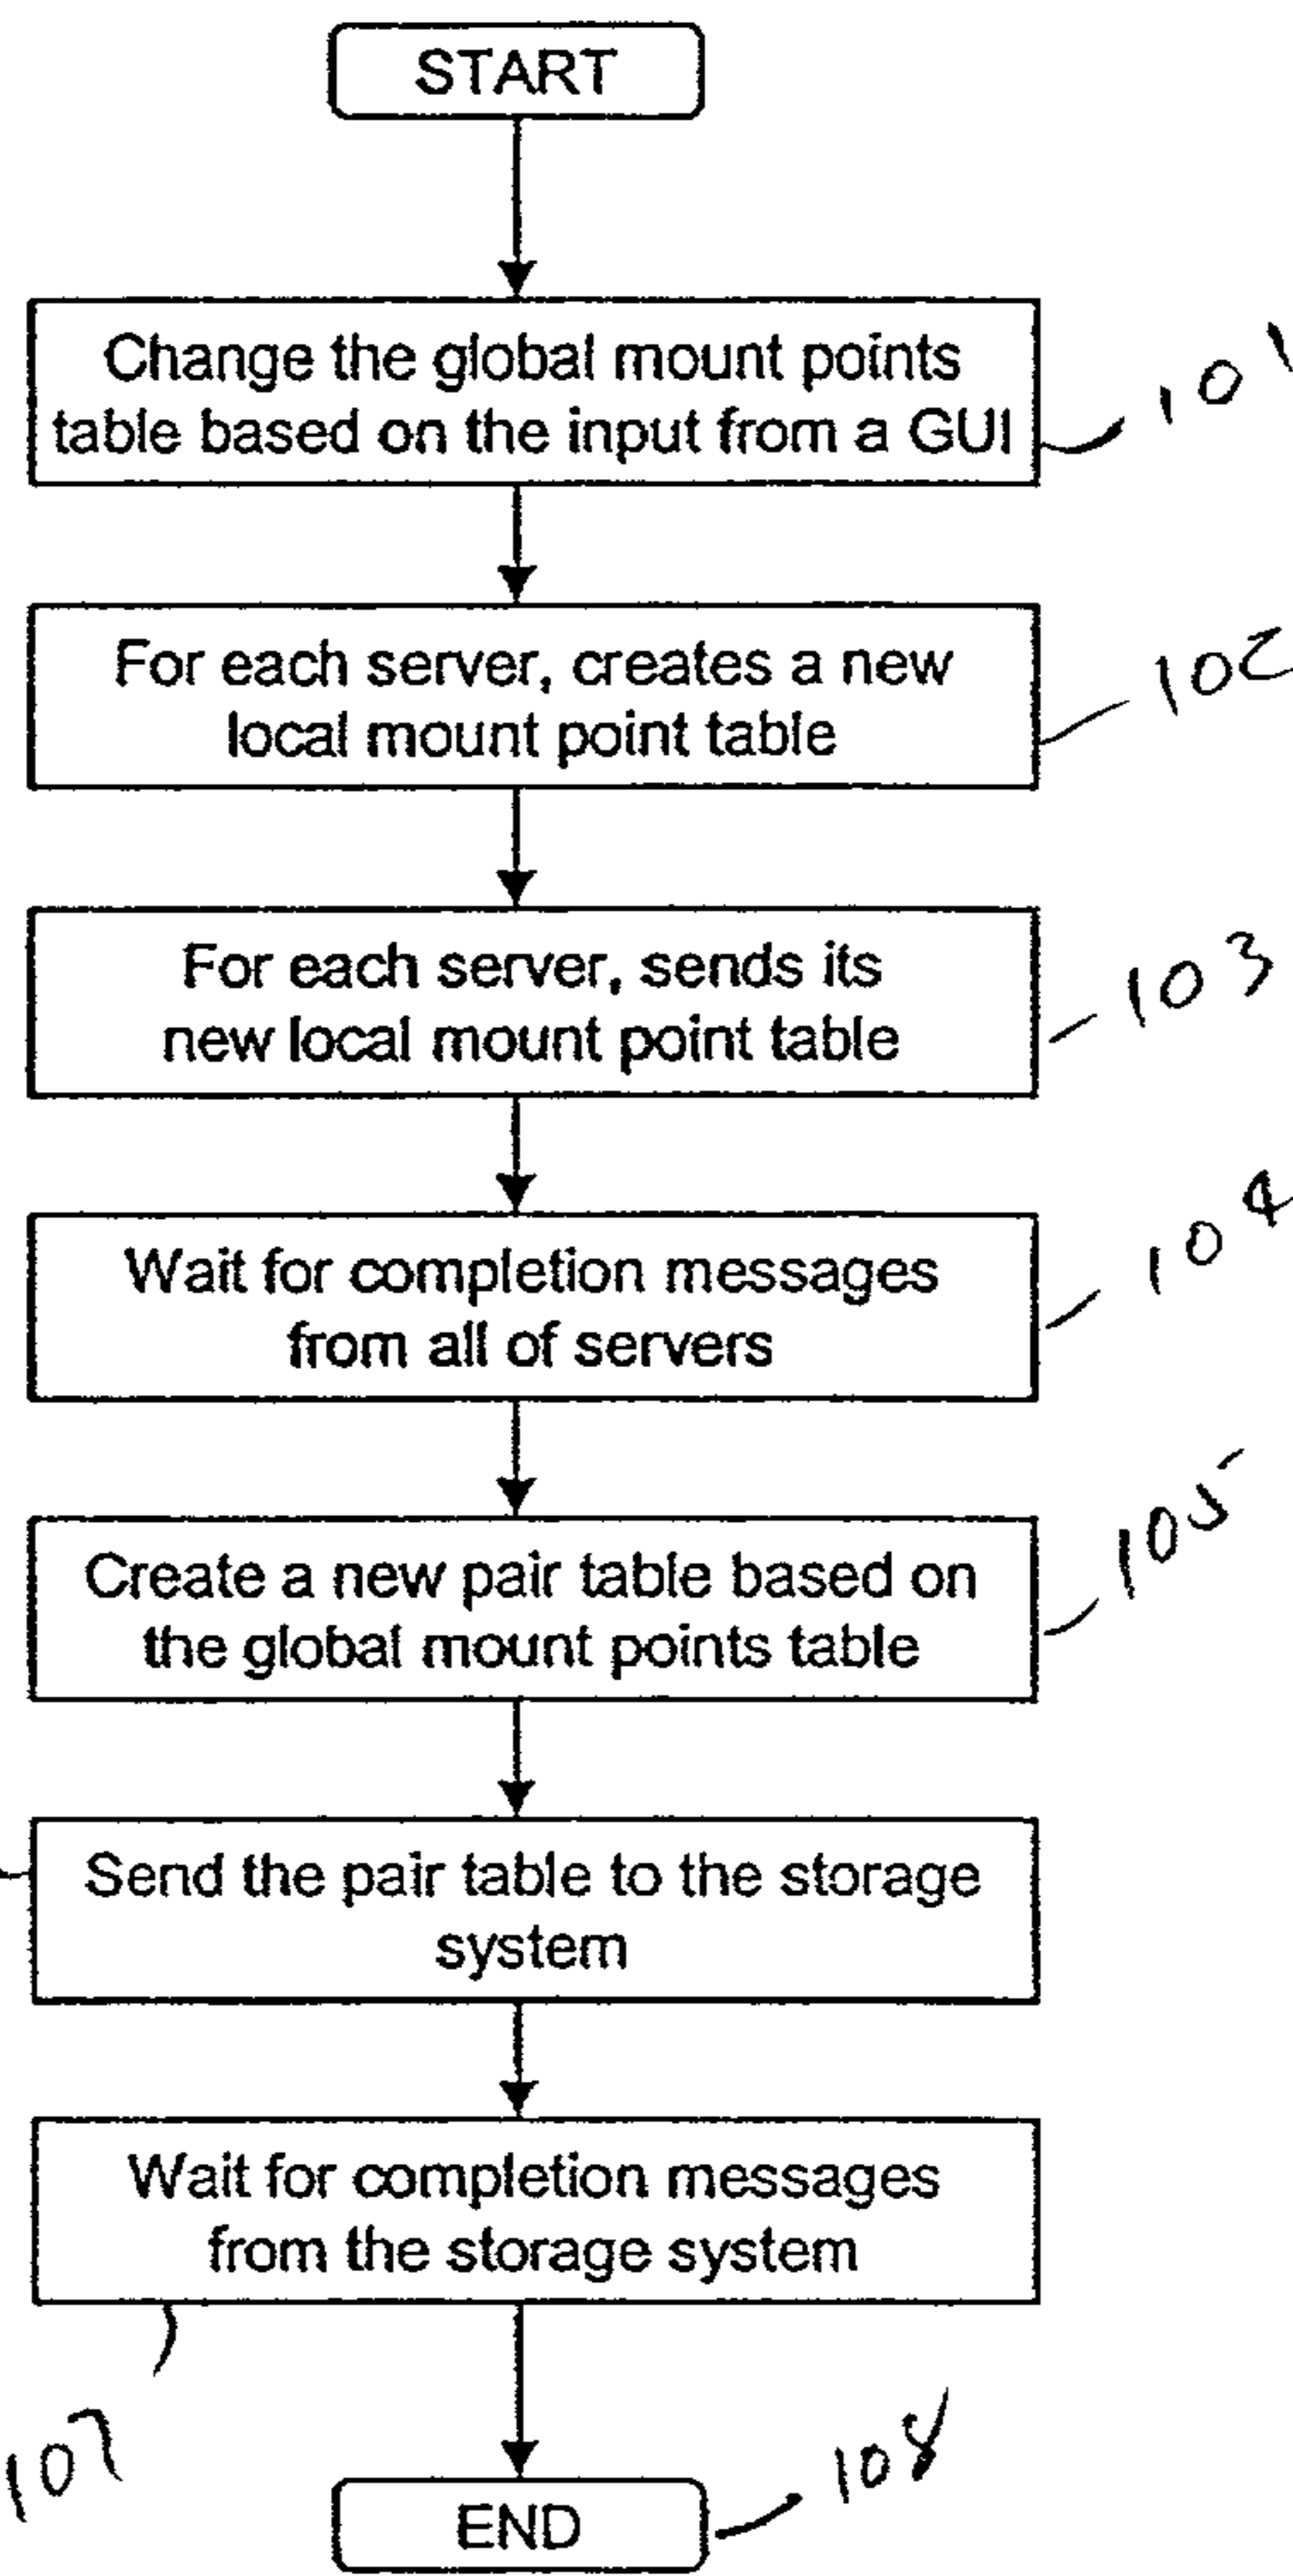 START
Change the global mount points
table based on the input from a GUI
101
For each server, creates a new
local mount point table
102
For each server, sends its
new local mount point table
103
Wait for completion messages
from all of servers
104
Create a new pair table based on
the global mount points table
105
Send the pair table to the storage
system
Wait for completion messages
from the storage system
107
END
108